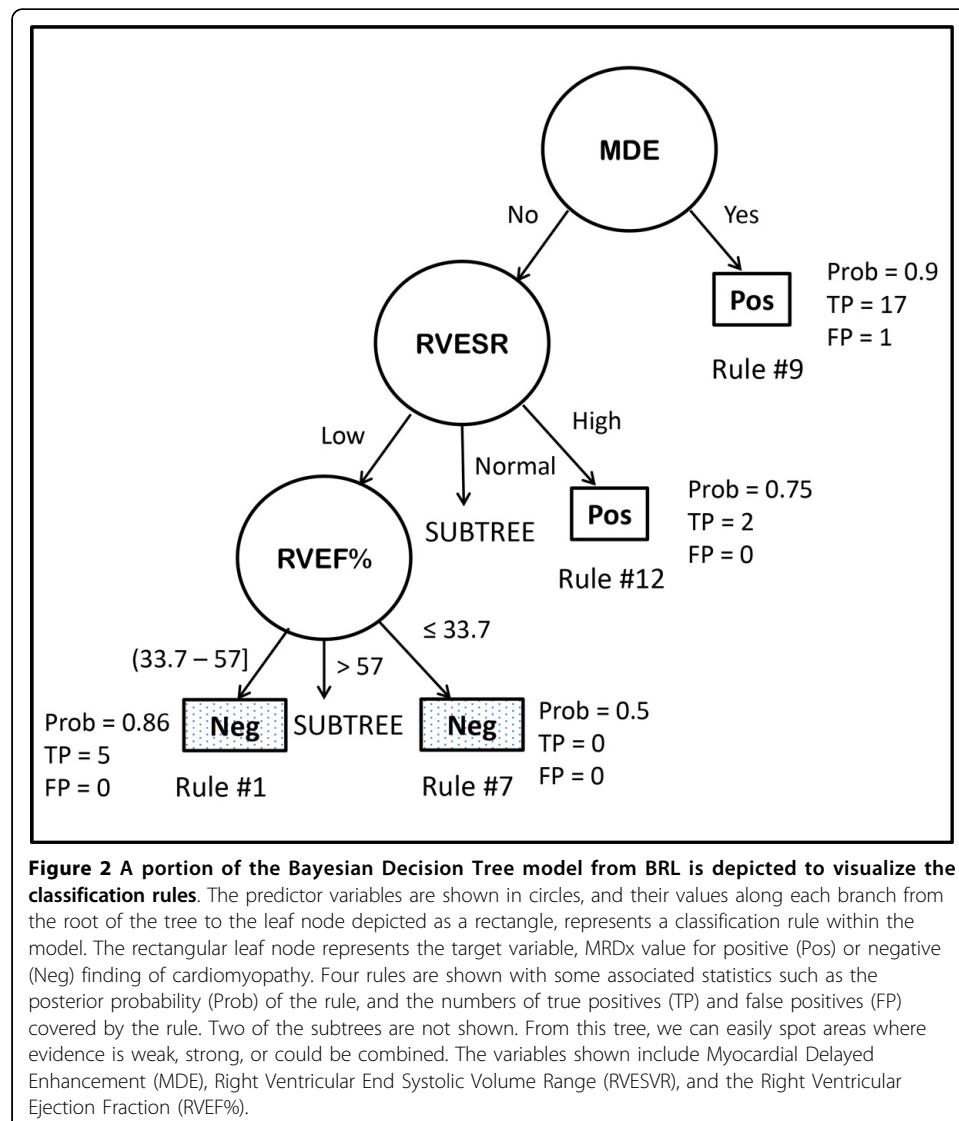 MDE
No
Yes
Pos
Prob = 0.9
TP = 17
FP = 1
Rule #9
RVESR
Low
Normal
High
SUBTREE
Pos
Prob = 0.75
TP = 2
FP = 0
Rule #12
RVEF%
(33.7 – 57]
> 57
≤ 33.7
Prob = 0.86
TP = 5
FP = 0
Neg
Rule #1
SUBTREE
Neg
Rule #7
Prob = 0.5
TP = 0
FP = 0
Figure 2 A portion of the Bayesian Decision Tree model from BRL is depicted to visualize the
classification rules. The predictor variables are shown in circles, and their values along each branch from
the root of the tree to the leaf node depicted as a rectangle, represents a classification rule within the
model. The rectangular leaf node represents the target variable, MRDx value for positive (Pos) or negative
(Neg) finding of cardiomyopathy. Four rules are shown with some associated statistics such as the
posterior probability (Prob) of the rule, and the numbers of true positives (TP) and false positives (FP)
covered by the rule. Two of the subtrees are not shown. From this tree, we can easily spot areas where
evidence is weak, strong, or could be combined. The variables shown include Myocardial Delayed
Enhancement (MDE), Right Ventricular End Systolic Volume Range (RVESVR), and the Right Ventricular
Ejection Fraction (RVEF%).